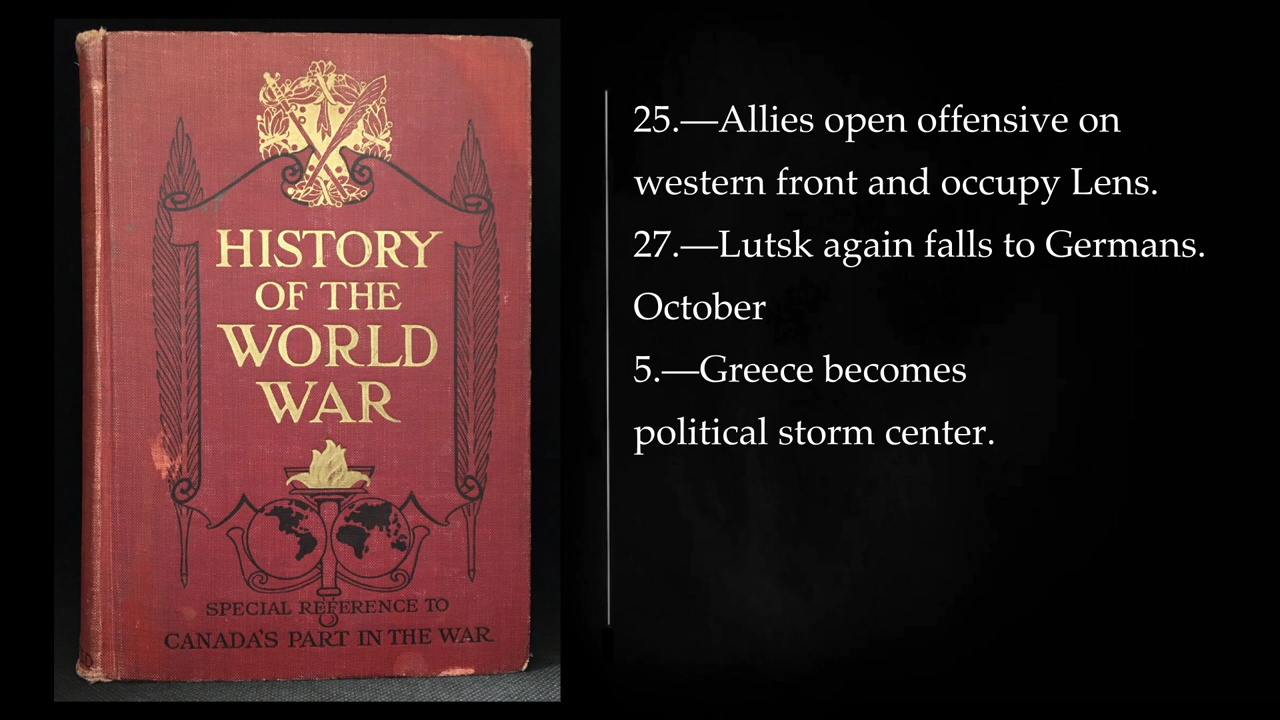 HISTORY
OF THE
WORLD
WAR
SPECIAL REFERENCE TO
CANADA'S PART IN THE WAR
25.—Allies open offensive on
western front and occupy Lens.
27.—Lutsk again falls to Germans.
October
5.—Greece becomes
political storm center.